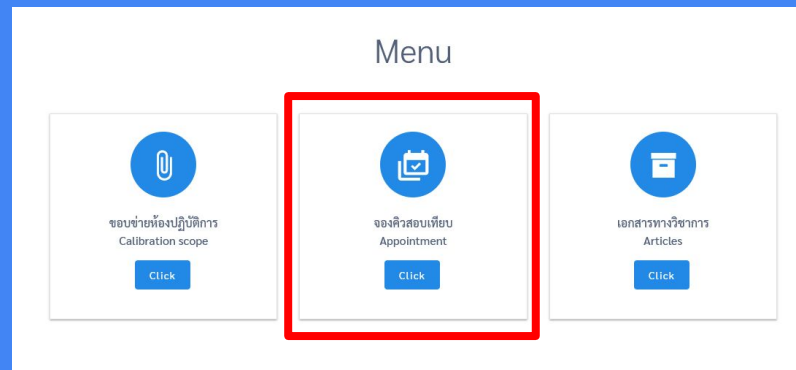 Menu
ขอบข่ายห้องปฏิบัติการ
Calibration scope
Click
จองคิวสอบเทียบ
Appointment
Click
เอกสารทางวิชาการ
Articles
Click